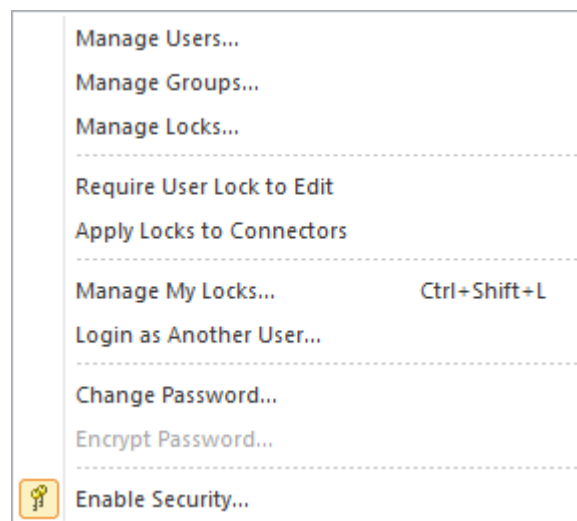 Manage Users...
Manage Groups...
Manage Locks...
Require User Lock to Edit
Apply Locks to Connectors
Manage My Locks... Ctrl+Shift+L
Login as Another User...
Change Password...
Encrypt Password...
Enable Security...